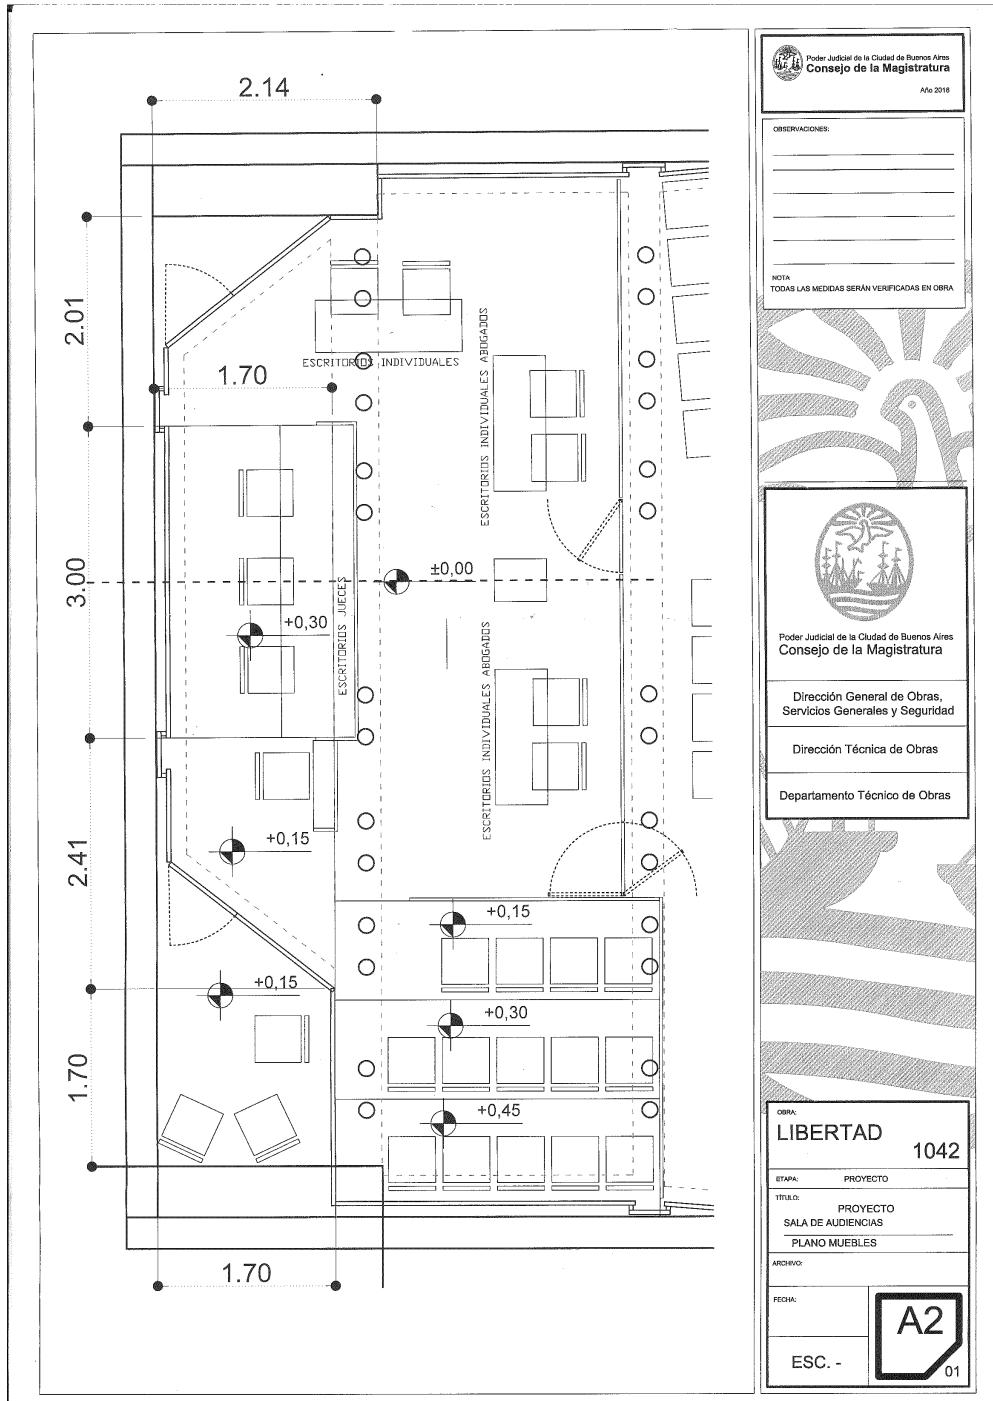 2.14
2.01
1.70
ESCRITORIOS INDIVIDUALES
ESCRITORIOS INDIVIDUALES ABOGADOS
3.00
±0,00
+0,30
ESCRITORIOS JUECES
ESCRITORIOS INDIVIDUALES ABOGADOS
2.41
+0,15
+0,15
+0,15
+0,30
1.70
+0,45
1.70
Poder Judicial de la Ciudad de Buenos Aires
Consejo de la Magistratura
Año 2016
OBSERVACIONES:
NOTA
TODAS LAS MEDIDAS SERÁN VERIFICADAS EN OBRA
Poder Judicial de la Ciudad de Buenos Aires
Consejo de la Magistratura
Dirección General de Obras,
Servicios Generales y Seguridad
Dirección Técnica de Obras
Departamento Técnico de Obras
OBRA:
LIBERTAD
1042
ETAPA: PROYECTO
TÍTULO:
PROYECTO
SALA DE AUDIENCIAS
PLANO MUEBLES
ARCHIVO:
FECHA:
A2
ESC. -
01